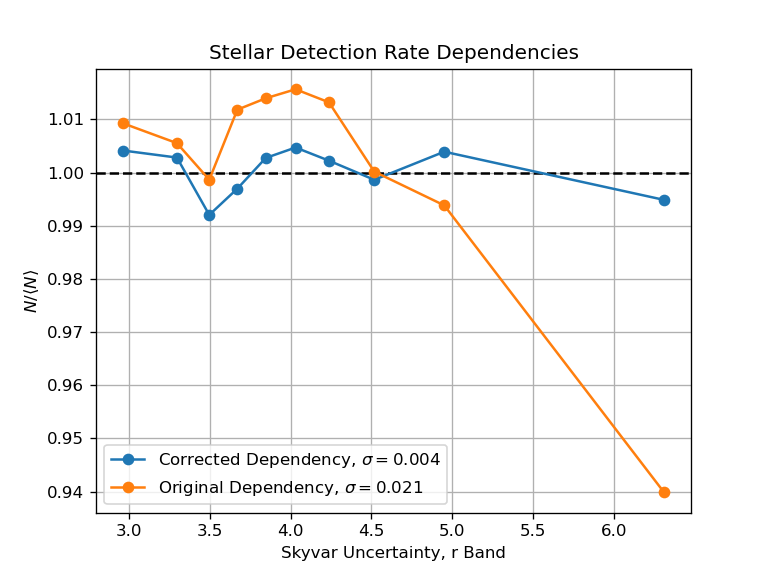 Stellar Detection Rate Dependencies
1.01
1.00
0.99
0.98
0.97
0.96
0.95
0.94
N/⟨N⟩
Corrected Dependency, σ = 0.004
Original Dependency, σ = 0.021
3.0 3.5 4.0 4.5 5.0 5.5 6.0
Skyvar Uncertainty, r Band